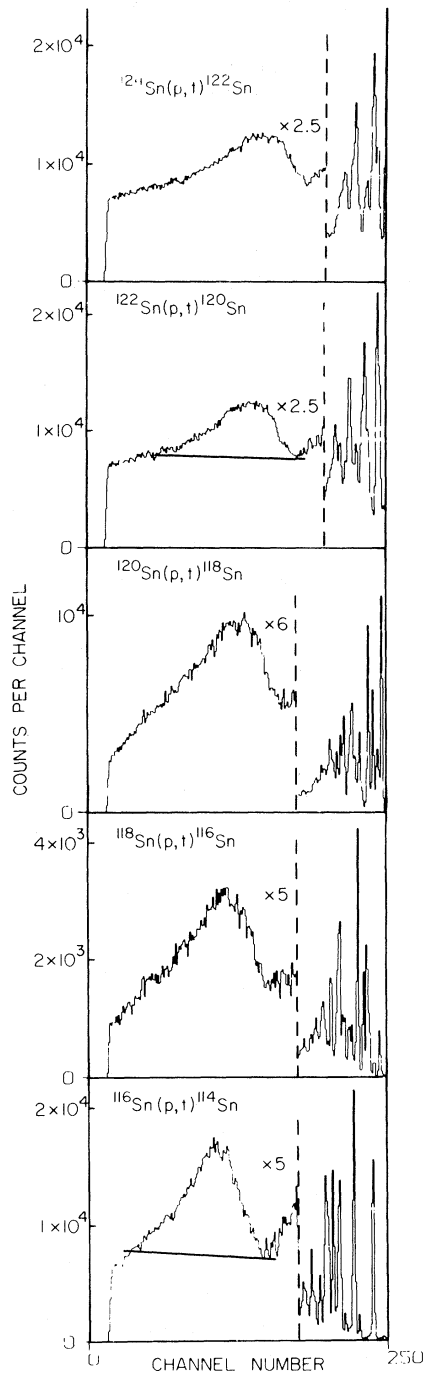 2×10⁴
¹²⁴Sn(p,t)¹²²Sn
×2.5
1×10⁴
0
2×10⁴
¹²²Sn(p,t)¹²⁰Sn
×2.5
1×10⁴
0
¹²⁰Sn(p,t)¹¹⁸Sn
10⁴
×6
0
COUNTS PER CHANNEL
4×10³
¹¹⁸Sn(p,t)¹¹⁶Sn
×5
2×10³
0
2×10⁴
¹¹⁶Sn(p,t)¹¹⁴Sn
×5
1×10⁴
0
0 250
CHANNEL NUMBER